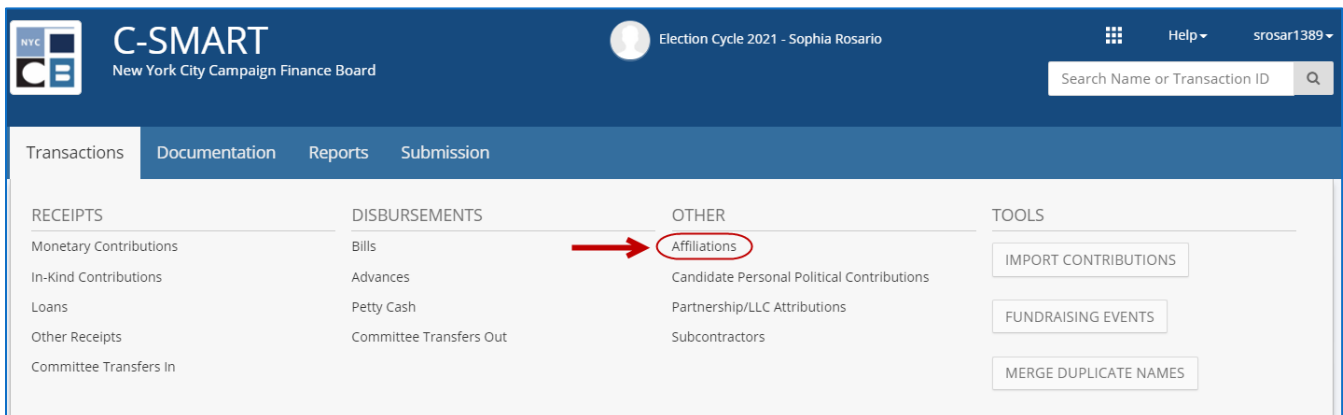 NYC
CB
C-SMART
New York City Campaign Finance Board
Election Cycle 2021 - Sophia Rosario
Help
srosar1389
Search Name or Transaction ID
Transactions
Documentation
Reports
Submission
RECEIPTS
Monetary Contributions
In-Kind Contributions
Loans
Other Receipts
Committee Transfers In
DISBURSEMENTS
Bills
Advances
Petty Cash
Committee Transfers Out
OTHER
Affiliations
Candidate Personal Political Contributions
Partnership/LLC Attributions
Subcontractors
TOOLS
IMPORT CONTRIBUTIONS
FUNDRAISING EVENTS
MERGE DUPLICATE NAMES